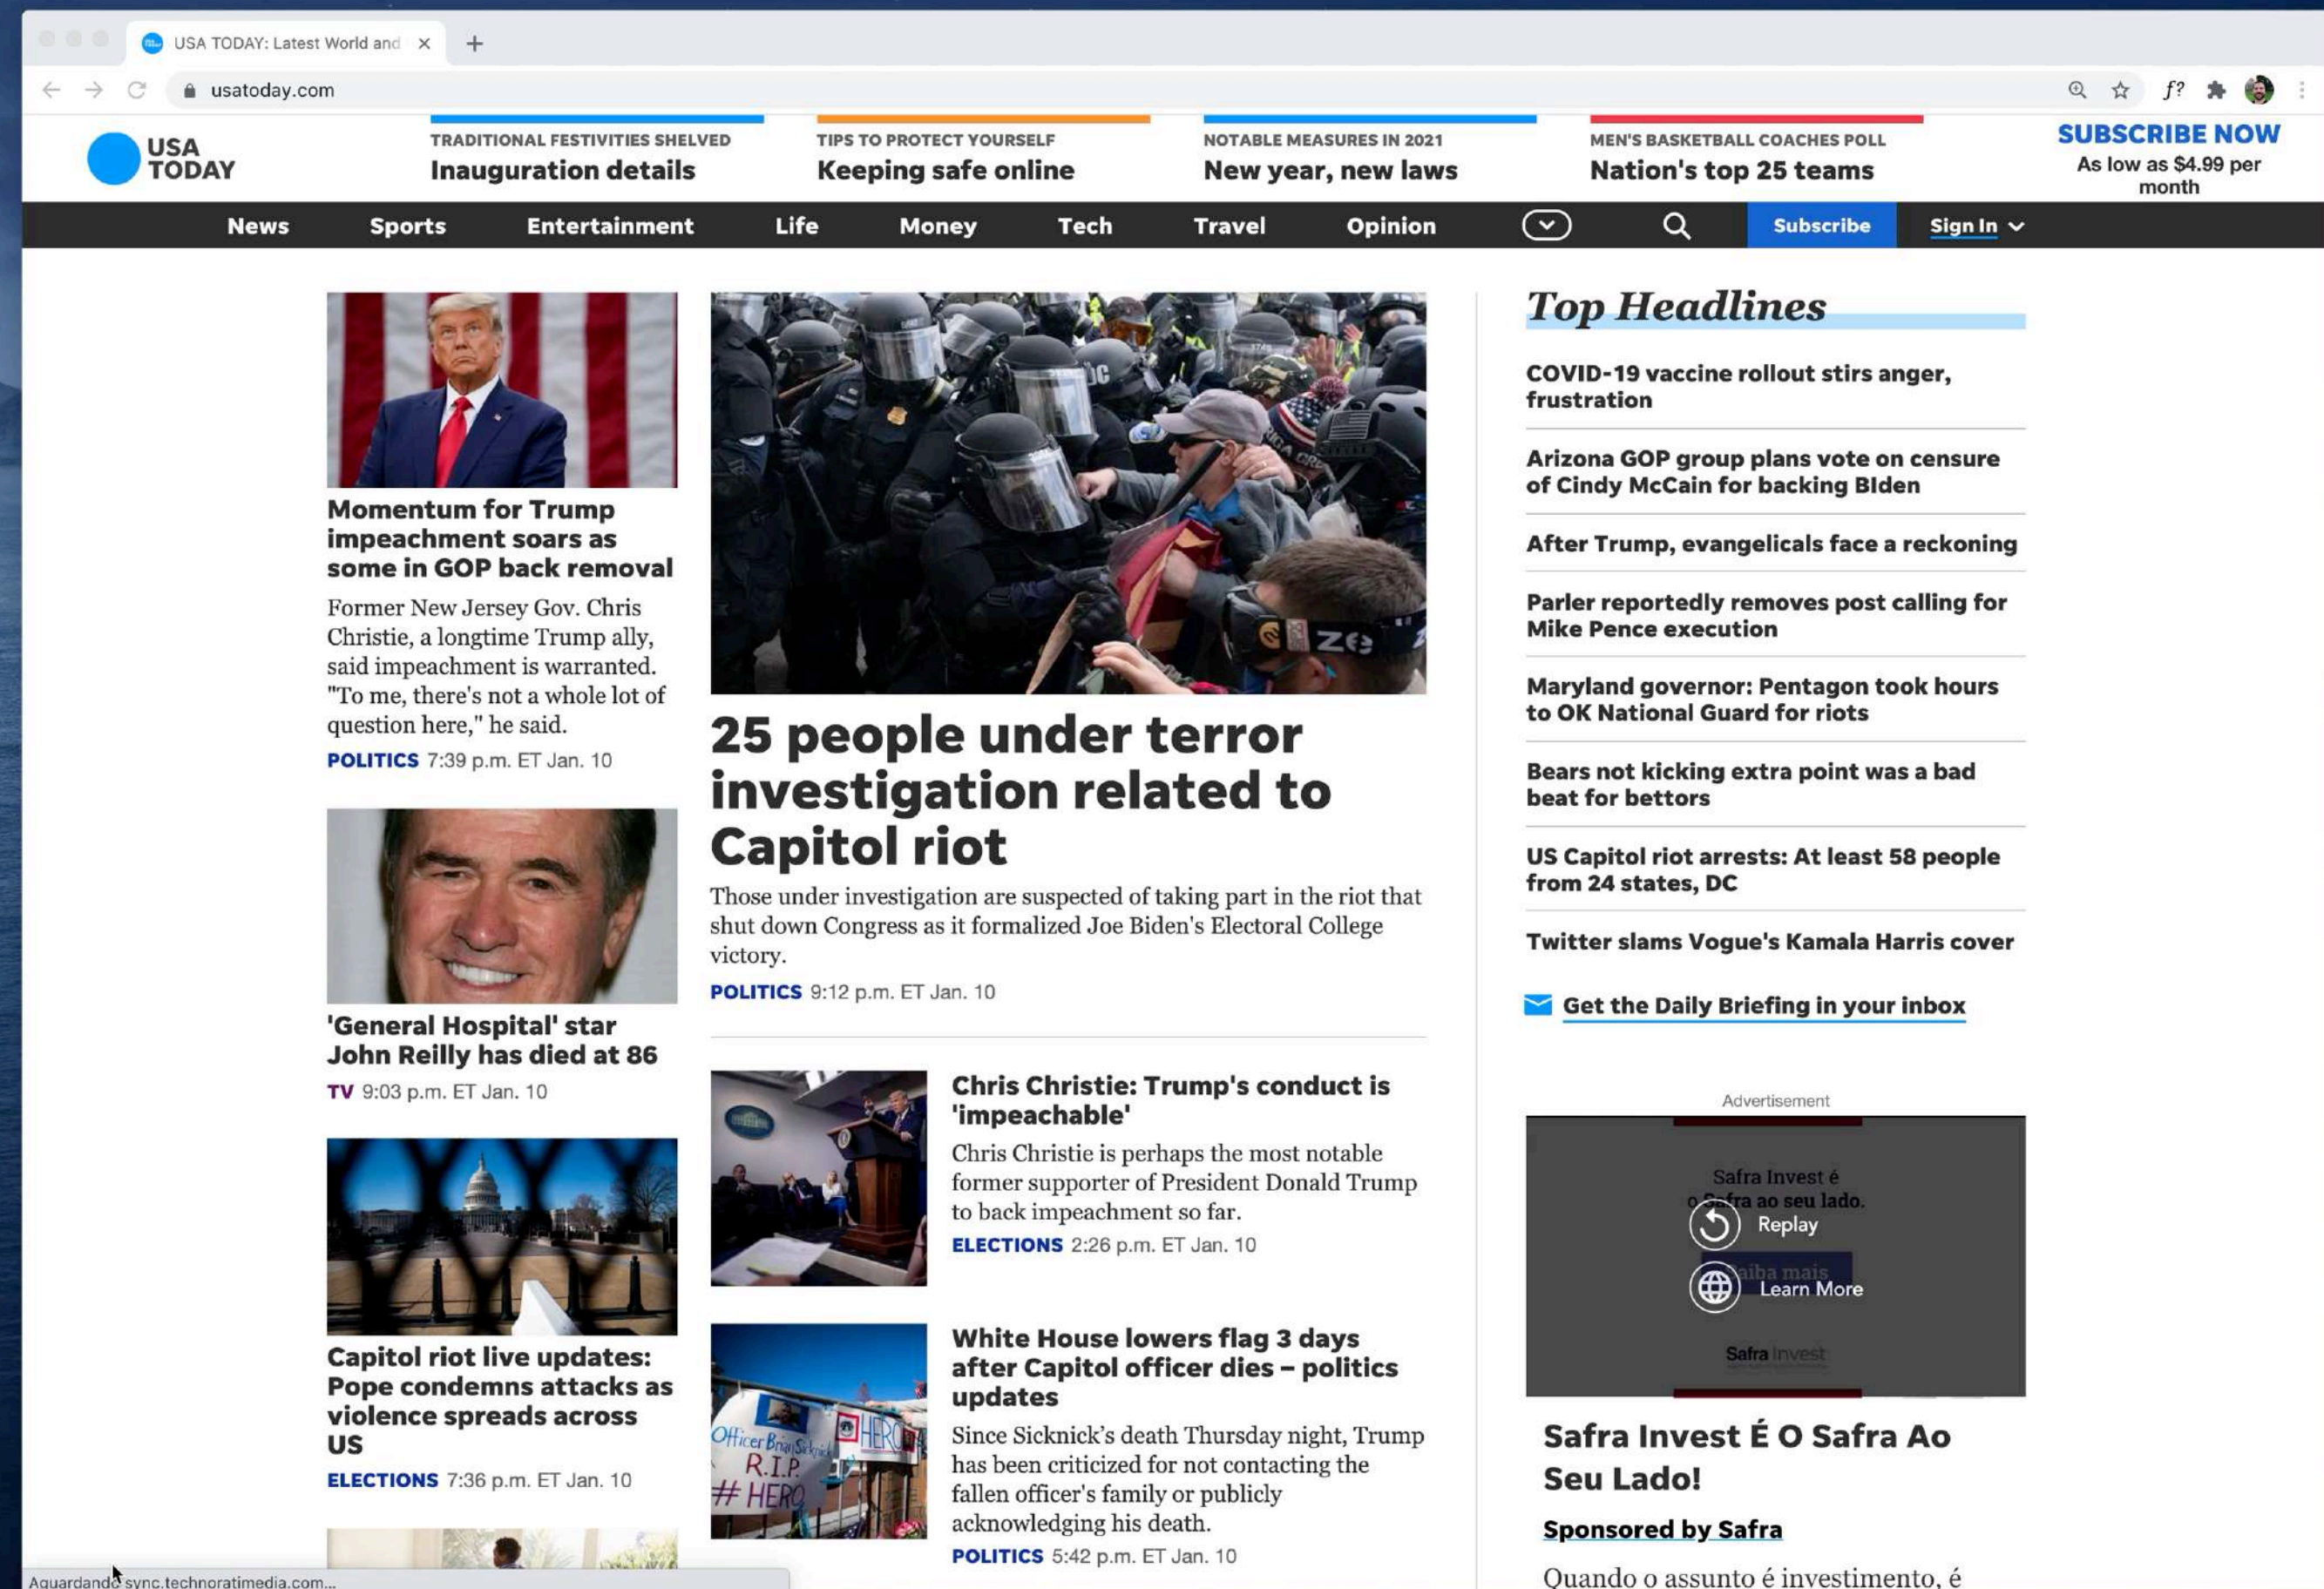 USA TODAY: Latest World and
usatoday.com
f?
USA
TODAY
TRADITIONAL FESTIVITIES SHELVED
Inauguration details
TIPS TO PROTECT YOURSELF
Keeping safe online
NOTABLE MEASURES IN 2021
New year, new laws
MEN'S BASKETBALL COACHES POLL
Nation's top 25 teams
SUBSCRIBE NOW
As low as $4.99 per
month
News Sports Entertainment Life Money Tech Travel Opinion Subscribe Sign In
Momentum for Trump
impeachment soars as
some in GOP back removal
Former New Jersey Gov. Chris
Christie, a longtime Trump ally,
said impeachment is warranted.
"To me, there's not a whole lot of
question here," he said.
POLITICS 7:39 p.m. ET Jan. 10
'General Hospital' star
John Reilly has died at 86
TV 9:03 p.m. ET Jan. 10
Capitol riot live updates:
Pope condemns attacks as
violence spreads across
US
ELECTIONS 7:36 p.m. ET Jan. 10
25 people under terror
investigation related to
Capitol riot
Those under investigation are suspected of taking part in the riot that
shut down Congress as it formalized Joe Biden's Electoral College
victory.
POLITICS 9:12 p.m. ET Jan. 10
Chris Christie: Trump's conduct is
'impeachable'
Chris Christie is perhaps the most notable
former supporter of President Donald Trump
to back impeachment so far.
ELECTIONS 2:26 p.m. ET Jan. 10
Officer Brian Sicknick
R.I.P.
# HERO
HERO
White House lowers flag 3 days
after Capitol officer dies – politics
updates
Since Sicknick's death Thursday night, Trump
has been criticized for not contacting the
fallen officer's family or publicly
acknowledging his death.
POLITICS 5:42 p.m. ET Jan. 10
Top Headlines
COVID-19 vaccine rollout stirs anger,
frustration
Arizona GOP group plans vote on censure
of Cindy McCain for backing BIden
After Trump, evangelicals face a reckoning
Parler reportedly removes post calling for
Mike Pence execution
Maryland governor: Pentagon took hours
to OK National Guard for riots
Bears not kicking extra point was a bad
beat for bettors
US Capitol riot arrests: At least 58 people
from 24 states, DC
Twitter slams Vogue's Kamala Harris cover
Get the Daily Briefing in your inbox
Advertisement
Safra Invest é
o Safra ao seu lado.
Replay
Saiba mais
Learn More
Safra Invest
Safra Invest É O Safra Ao
Seu Lado!
Sponsored by Safra
Quando o assunto é investimento, é
Aguardando sync.technoratimedia.com...